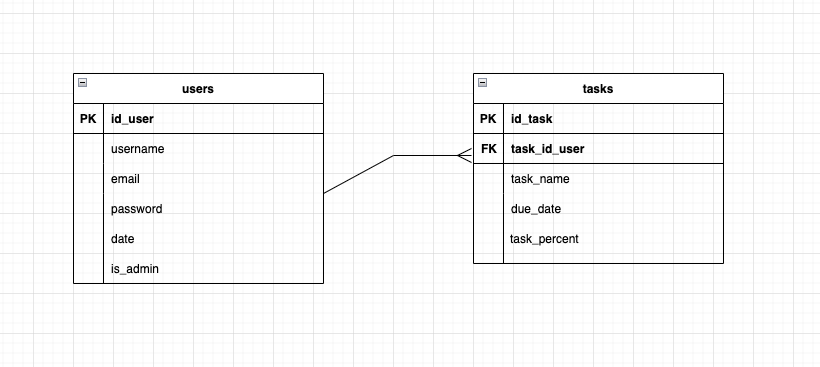 users
PK id_user
username
email
password
date
is_admin
tasks
PK id_task
FK task_id_user
task_name
due_date
task_percent